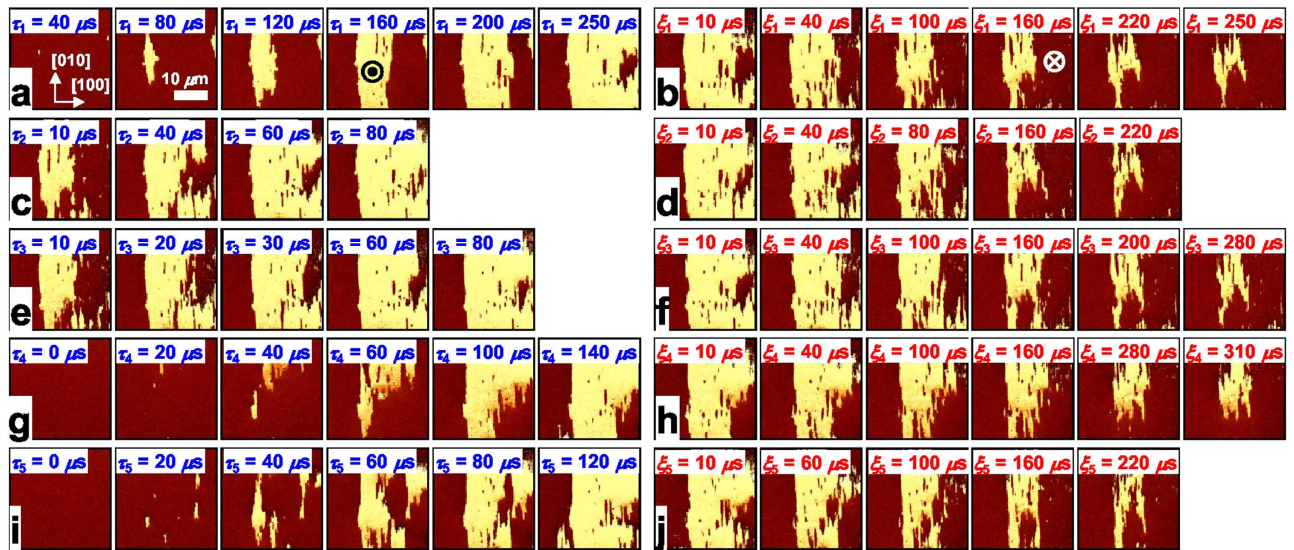 τ1 = 40 μs τ1 = 80 μs τ1 = 120 μs τ1 = 160 μs τ1 = 200 μs τ1 = 250 μs ξ1 = 10 μs ξ1 = 40 μs ξ1 = 100 μs ξ1 = 160 μs ξ1 = 220 μs ξ1 = 250 μs
[010]
[100]
10 μm
a b
τ2 = 10 μs τ2 = 40 μs τ2 = 60 μs τ2 = 80 μs ξ2 = 10 μs ξ2 = 40 μs ξ2 = 80 μs ξ2 = 160 μs ξ2 = 220 μs
c d
τ3 = 10 μs τ3 = 20 μs τ3 = 30 μs τ3 = 60 μs τ3 = 80 μs ξ3 = 10 μs ξ3 = 40 μs ξ3 = 100 μs ξ3 = 160 μs ξ3 = 200 μs ξ3 = 280 μs
e f
τ4 = 0 μs τ4 = 20 μs τ4 = 40 μs τ4 = 60 μs τ4 = 100 μs τ4 = 140 μs ξ4 = 10 μs ξ4 = 40 μs ξ4 = 100 μs ξ4 = 160 μs ξ4 = 280 μs ξ4 = 310 μs
g h
τ5 = 0 μs τ5 = 20 μs τ5 = 40 μs τ5 = 60 μs τ5 = 80 μs τ5 = 120 μs ξ5 = 10 μs ξ5 = 60 μs ξ5 = 100 μs ξ5 = 160 μs ξ5 = 220 μs
i j